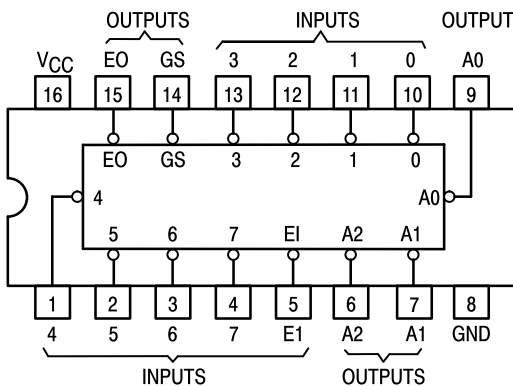 OUTPUTS INPUTS OUTPUT
VCC EO GS 3 2 1 0 A0
16 15 14 13 12 11 10 9
EO GS 3 2 1 0
4 A0
5 6 7 EI A2 A1
1 2 3 4 5 6 7 8
4 5 6 7 E1 A2 A1 GND
INPUTS OUTPUTS